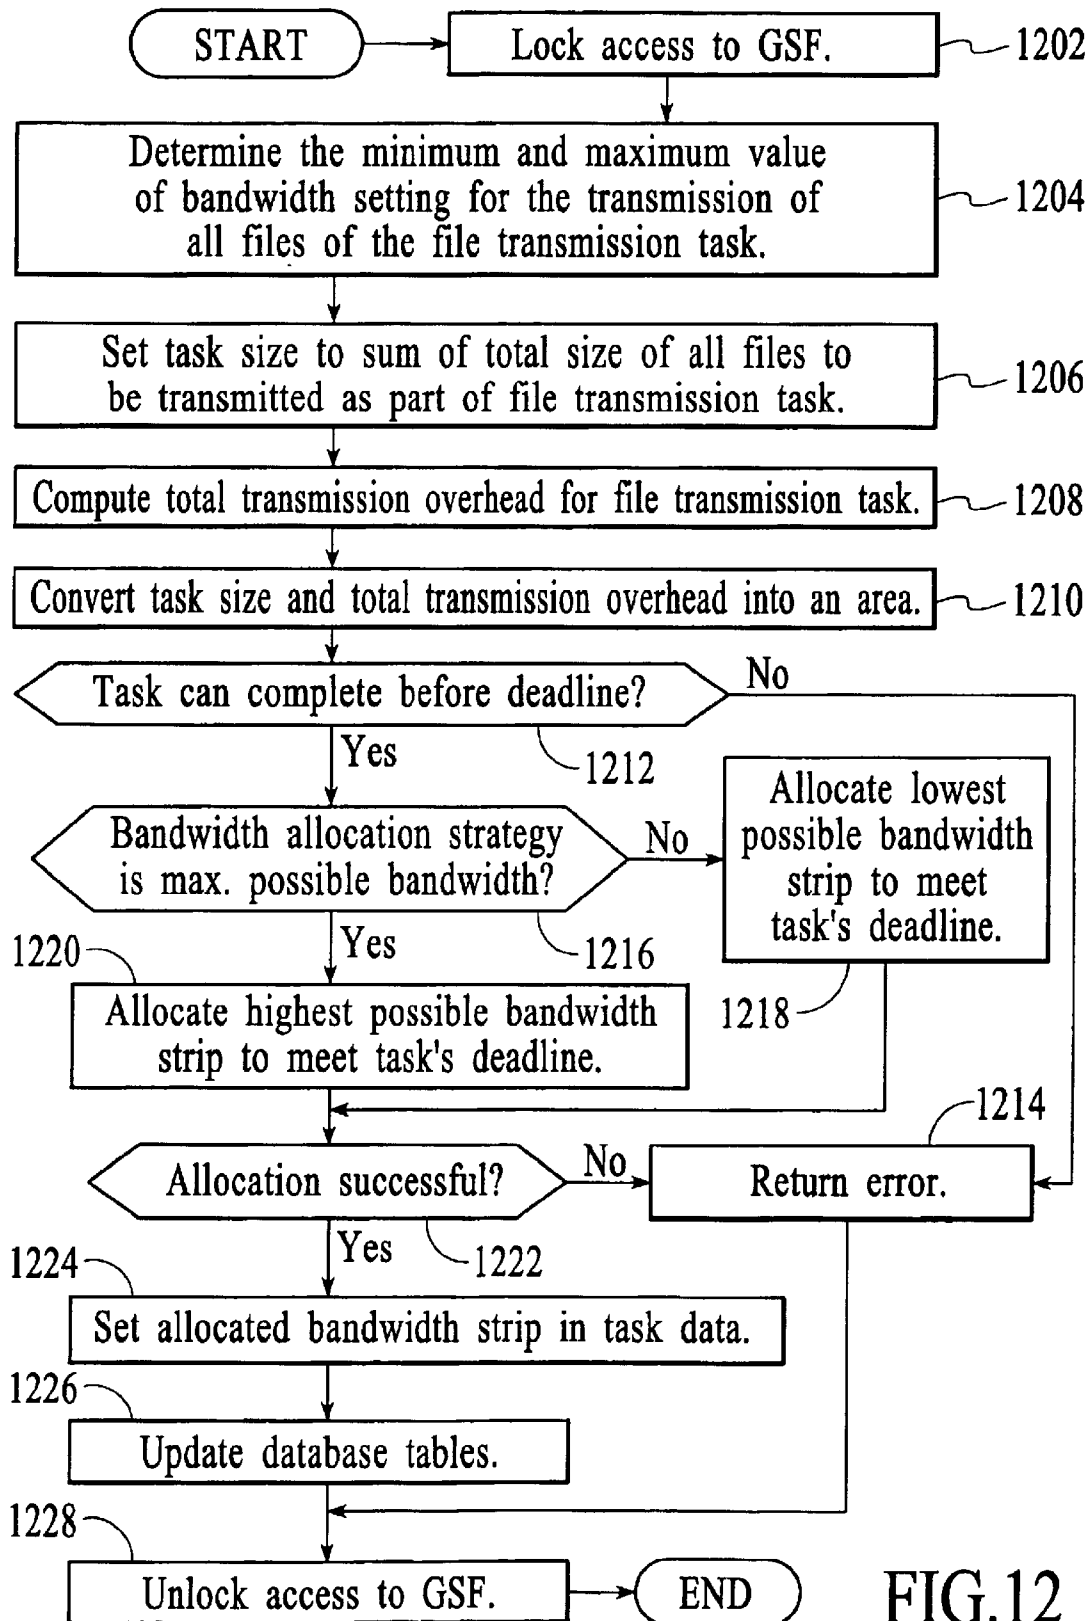 START
Lock access to GSF.
1202
Determine the minimum and maximum value
of bandwidth setting for the transmission of
all files of the file transmission task.
1204
Set task size to sum of total size of all files to
be transmitted as part of file transmission task.
1206
Compute total transmission overhead for file transmission task.
1208
Convert task size and total transmission overhead into an area.
1210
Task can complete before deadline?
No
Yes
1212
Bandwidth allocation strategy
is max. possible bandwidth?
No
Allocate lowest
possible bandwidth
strip to meet
task's deadline.
1218
Yes
1216
1220
Allocate highest possible bandwidth
strip to meet task's deadline.
1214
Allocation successful?
No
Return error.
Yes
1222
1224
Set allocated bandwidth strip in task data.
1226
Update database tables.
1228
Unlock access to GSF.
END
FIG.12